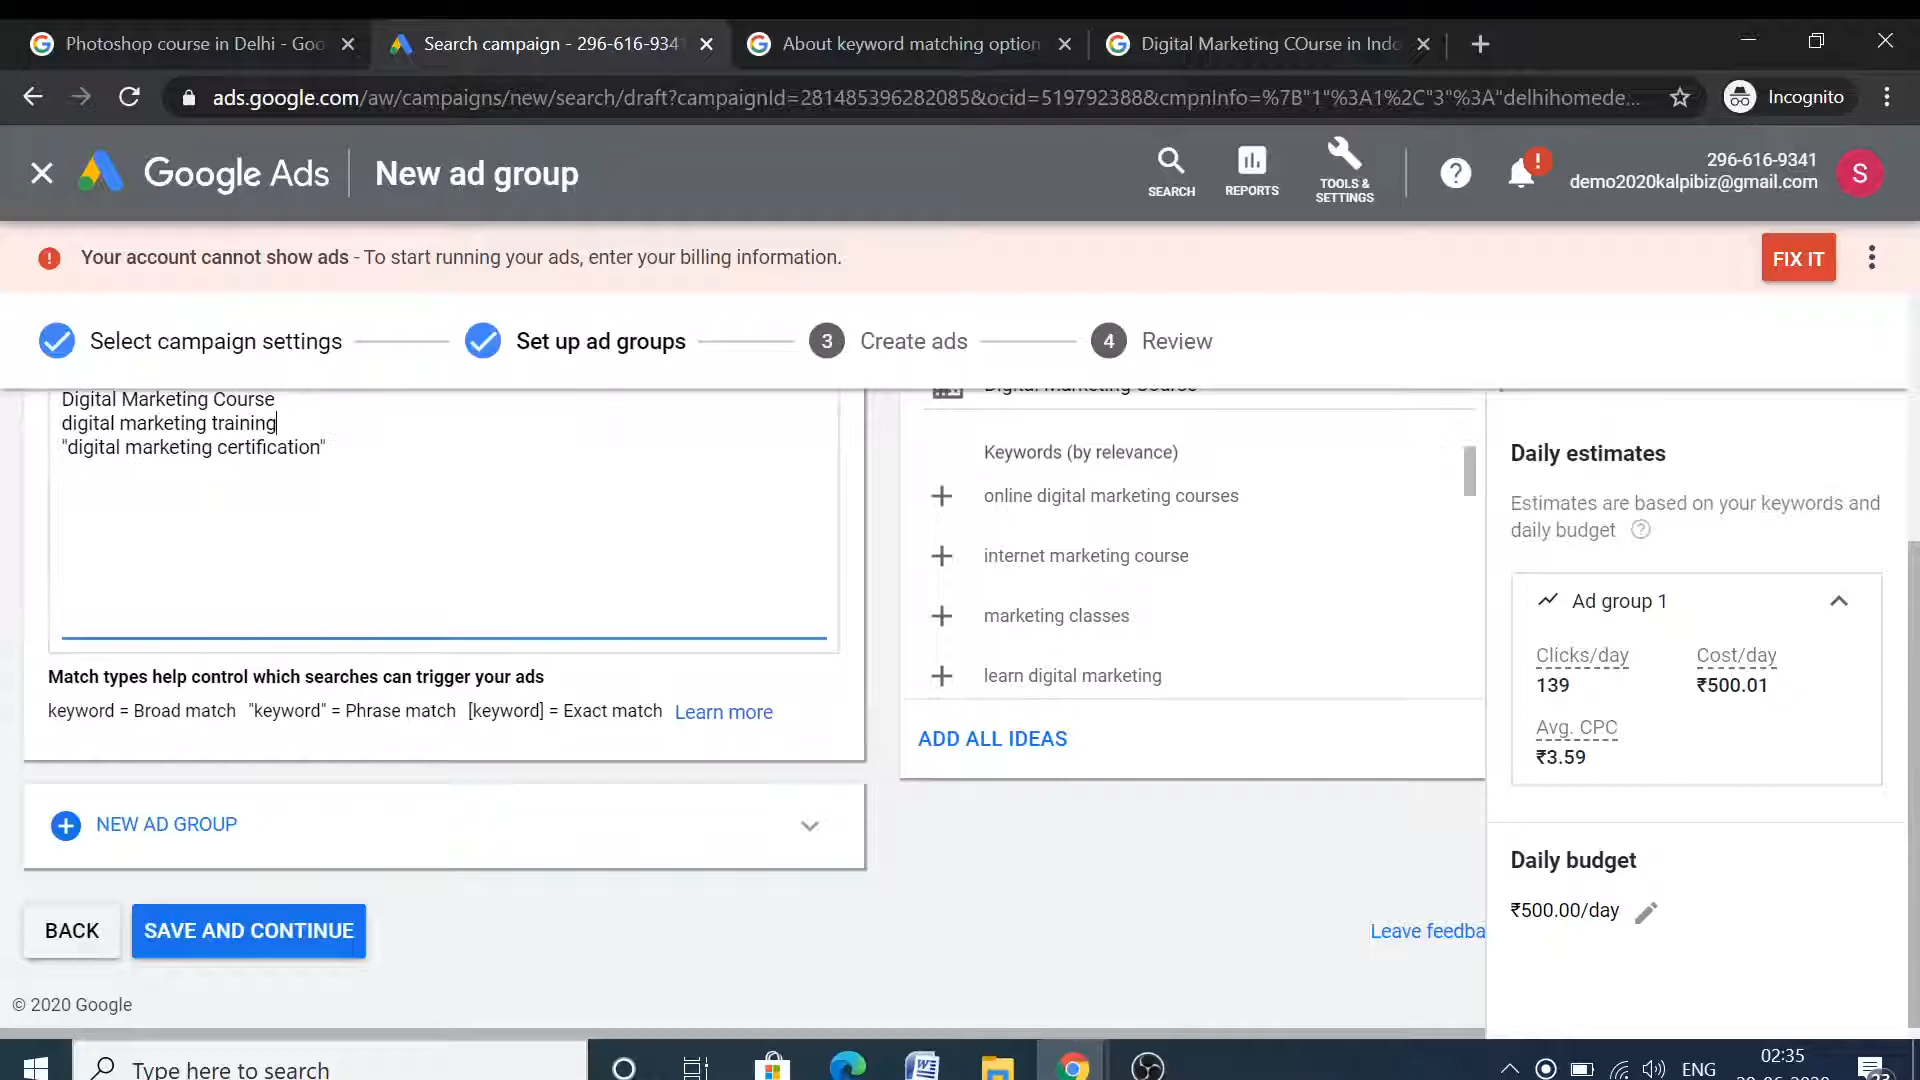 Photoshop course in Delhi - Goo
Search campaign - 296-616-9341
About keyword matching option
Digital Marketing COurse in Indo
ads.google.com/aw/campaigns/new/search/draft?campaignId=281485396282085&ocid=519792388&cmpnInfo=%7B"1"%3A1%2C"3"%3A"delhihomede...
Incognito
Google Ads
New ad group
SEARCH
REPORTS
TOOLS &
SETTINGS
?
!
296-616-9341
demo2020kalpibiz@gmail.com
S
! Your account cannot show ads - To start running your ads, enter your billing information.
FIX IT
Select campaign settings
Set up ad groups
3 Create ads
4 Review
Digital Marketing Course
digital marketing training
"digital marketing certification"
Match types help control which searches can trigger your ads
keyword = Broad match "keyword" = Phrase match [keyword] = Exact match Learn more
NEW AD GROUP
BACK
SAVE AND CONTINUE
© 2020 Google
Digital Marketing Course
Keywords (by relevance)
online digital marketing courses
internet marketing course
marketing classes
learn digital marketing
ADD ALL IDEAS
Leave feedba
Daily estimates
Estimates are based on your keywords and
daily budget ?
Ad group 1
Clicks/day
139
Cost/day
₹500.01
Avg. CPC
₹3.59
Daily budget
₹500.00/day
Type here to search
ENG
02:35